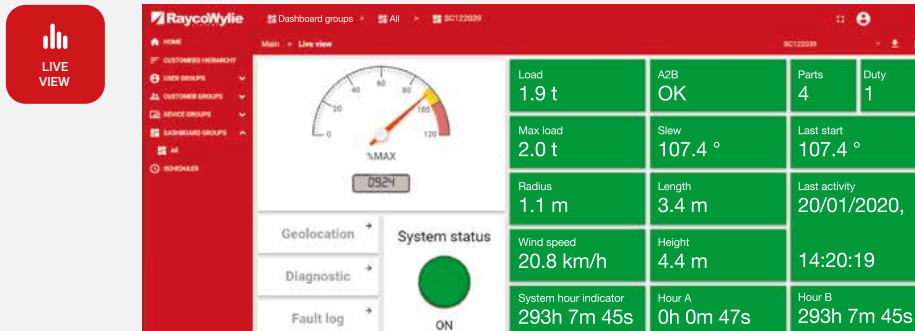 LIVE
VIEW
RaycoWylie
Dashboard groups > All > SC122039
HOME
CUSTOMERS HIERARCHY
USER GROUPS
CUSTOMER GROUPS
DEVICE GROUPS
DASHBOARD GROUPS
All
SCHEDULER
Main > Live view
SC122039
0
20
40
60
80
100
120
%MAX
0924
Geolocation
Diagnostic
Fault log
System status
ON
Load
1.9 t
A2B
OK
Parts
4
Duty
1
Max load
2.0 t
Slew
107.4 °
Last start
107.4 °
Radius
1.1 m
Length
3.4 m
Last activity
20/01/2020,
14:20:19
Wind speed
20.8 km/h
Height
4.4 m
System hour indicator
293h 7m 45s
Hour A
0h 0m 47s
Hour B
293h 7m 45s